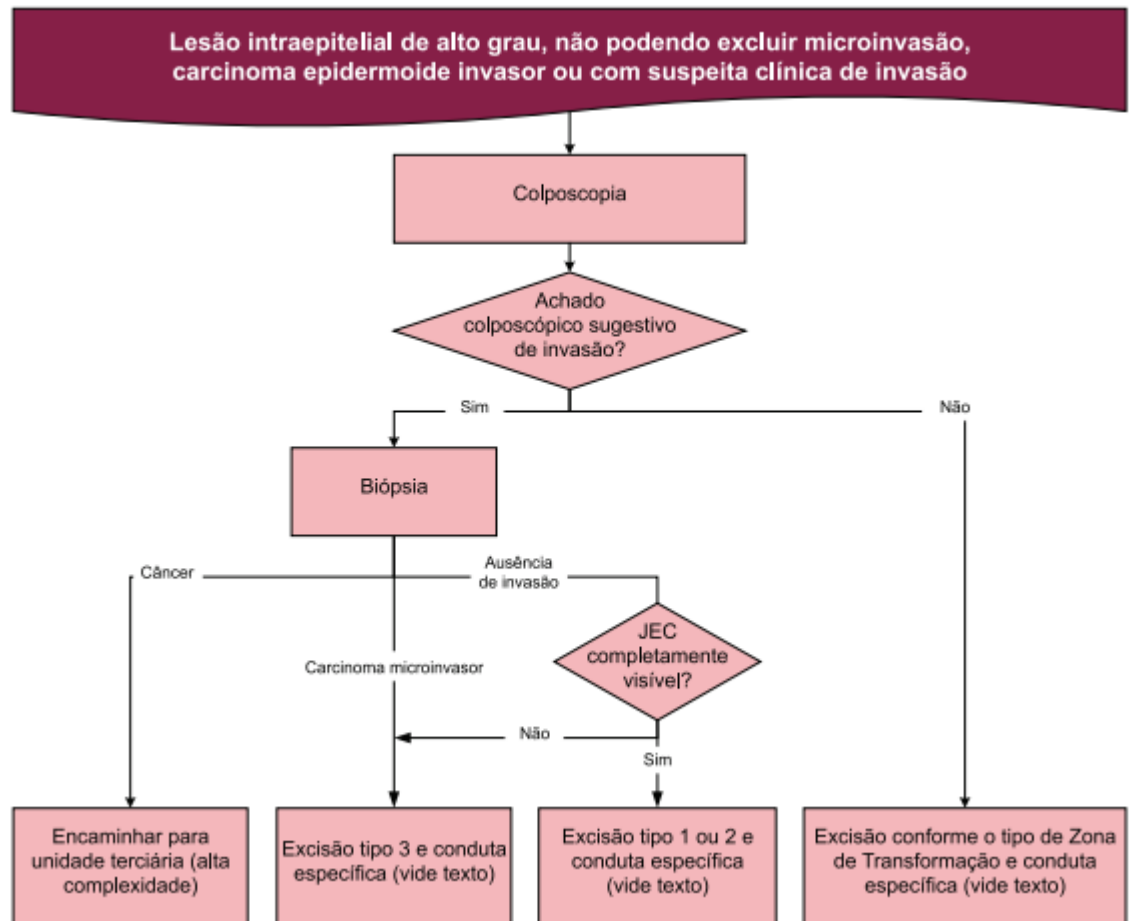 Lesão intraepitelial de alto grau, não podendo excluir microinvasão,
carcinoma epidermoide invasor ou com suspeita clínica de invasão
Colposcopia
Achado
colposcópico sugestivo
de invasão?
Sim
Não
Biópsia
Câncer
Ausência
de invasão
Carcinoma microinvasor
JEC
completamente
visível?
Não
Sim
Encaminhar para
unidade terciária (alta
complexidade)
Excisão tipo 3 e conduta
específica (vide texto)
Excisão tipo 1 ou 2 e
conduta específica
(vide texto)
Excisão conforme o tipo de Zona
de Transformação e conduta
específica (vide texto)